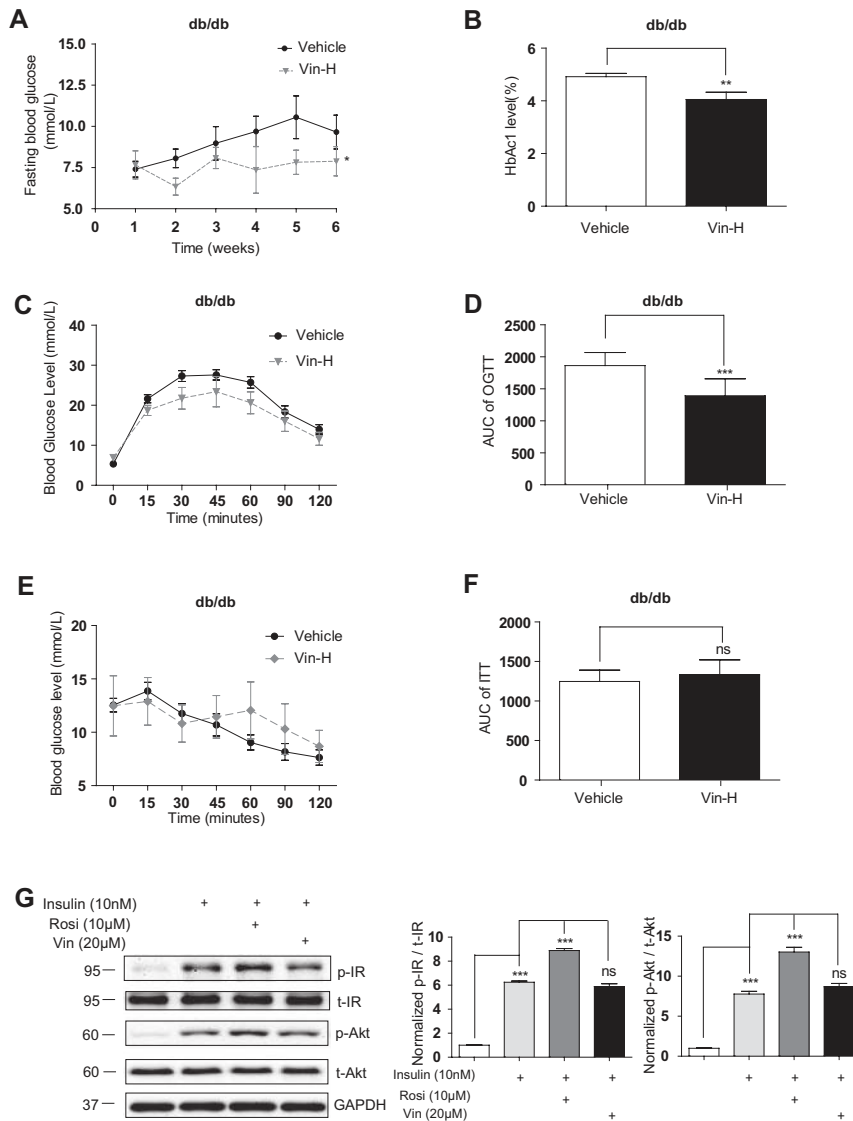 A
db/db
Vehicle
Vin-H
Fasting blood glucose
(mmol/L)
15.0
12.5
10.0
7.5
5.0
*
0 1 2 3 4 5 6
Time (weeks)
B
db/db
HbAc1 level(%)
6
4
2
0
**
Vehicle Vin-H
C
db/db
Vehicle
Vin-H
Blood Glucose Level (mmol/L)
40
30
20
10
0
0 15 30 45 60 90 120
Time (minutes)
D
db/db
AUC of OGTT
2500
2000
1500
1000
500
0
***
Vehicle Vin-H
E
db/db
Vehicle
Vin-H
Blood glucose level (mmol/L)
20
15
10
5
0 15 30 45 60 90 120
Time (minutes)
F
db/db
AUC of ITT
2000
1500
1000
500
0
ns
Vehicle Vin-H
G
Insulin (10nM) + + +
Rosi (10μM) +
Vin (20μM) +
95 p-IR
95 t-IR
60 p-Akt
60 t-Akt
37 GAPDH
Normalized p-IR / t-IR
10
8
6
4
2
0
***
***
ns
Insulin (10nM) + + +
Rosi (10μM) +
Vin (20μM) +
Normalized p-Akt / t-Akt
15
10
5
0
***
***
ns
+ + +
+
+